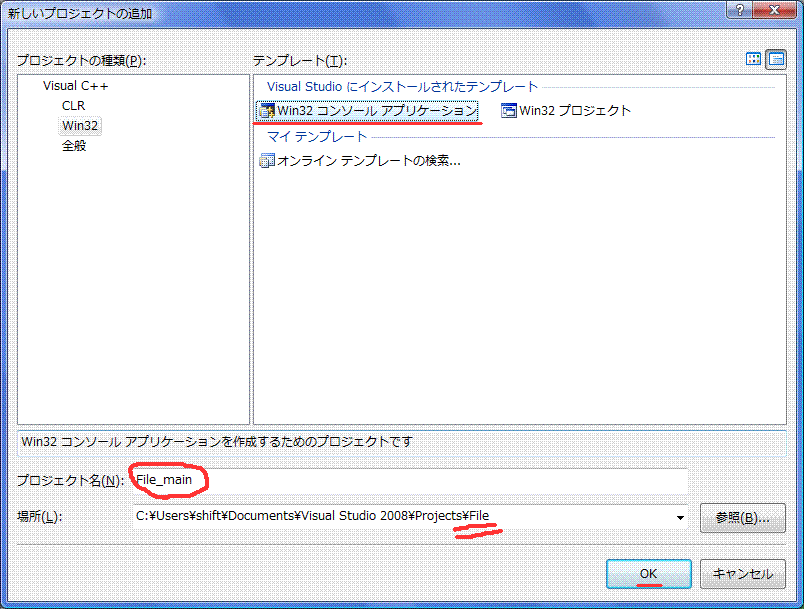 新しいプロジェクトの追加
プロジェクトの種類(P): テンプレート(T):
Visual C++
CLR
Win32
全般
Visual Studio にインストールされたテンプレート
Win32 コンソール アプリケーション Win32 プロジェクト
マイ テンプレート
オンライン テンプレートの検索...
Win32 コンソール アプリケーションを作成するためのプロジェクトです
プロジェクト名(N): File_main
場所(L): C:¥Users¥shift¥Documents¥Visual Studio 2008¥Projects¥File 参照(B)...
OK キャンセル